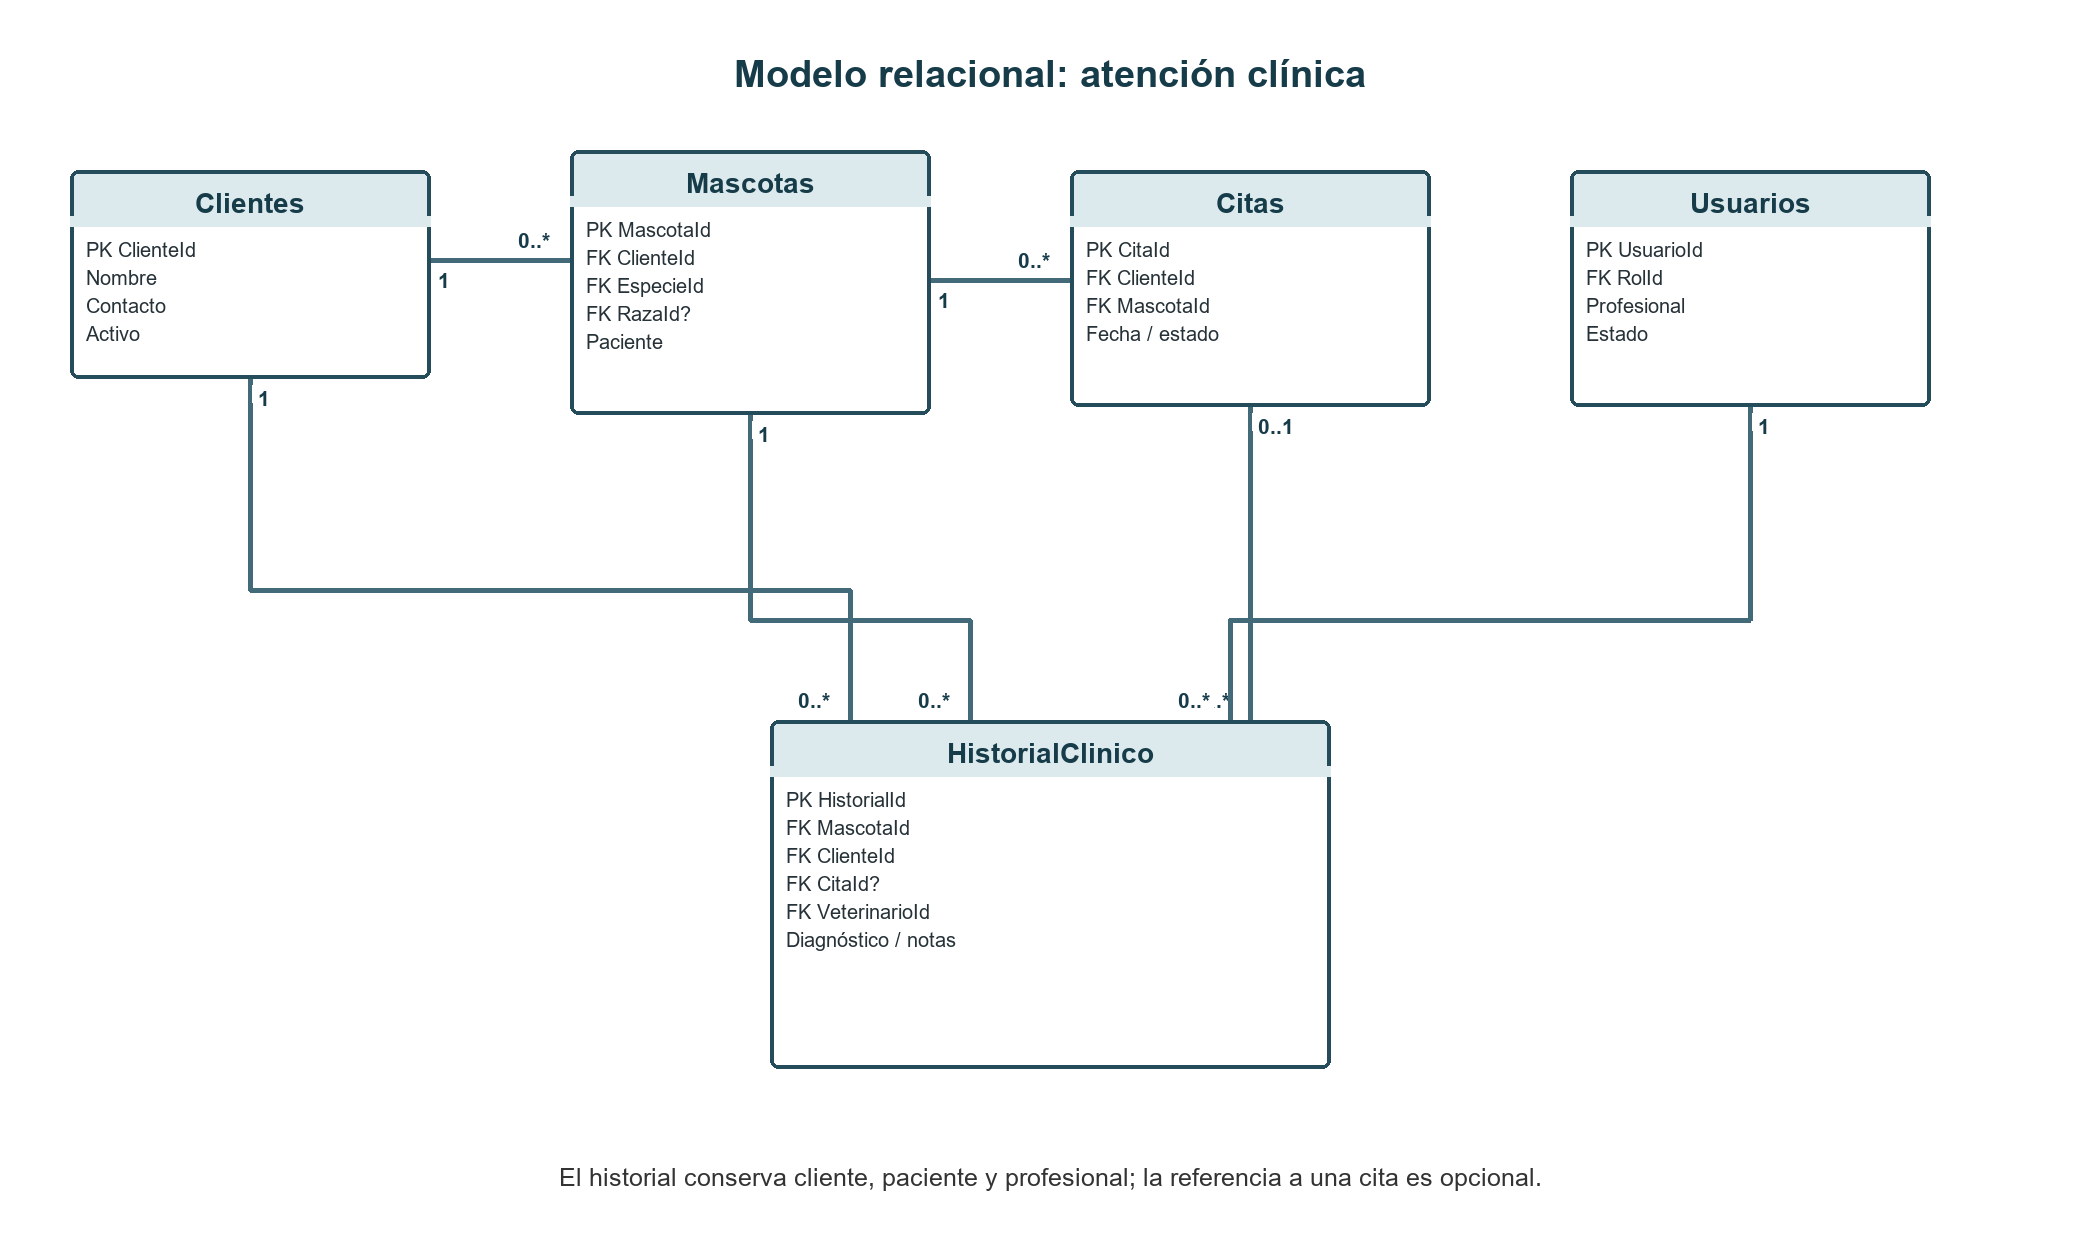 Modelo relacional: atención clínica
Clientes
PK ClienteId
Nombre
Contacto
Activo
1
0..*
1
Mascotas
PK MascotaId
FK ClienteId
FK EspecieId
FK RazaId?
Paciente
1
0..*
1
Citas
PK CitaId
FK ClienteId
FK MascotaId
Fecha / estado
0..1
Usuarios
PK UsuarioId
FK RolId
Profesional
Estado
1
0..*
0..*
0..* .*
HistorialClinico
PK HistorialId
FK MascotaId
FK ClienteId
FK CitaId?
FK VeterinarioId
Diagnóstico / notas
El historial conserva cliente, paciente y profesional; la referencia a una cita es opcional.